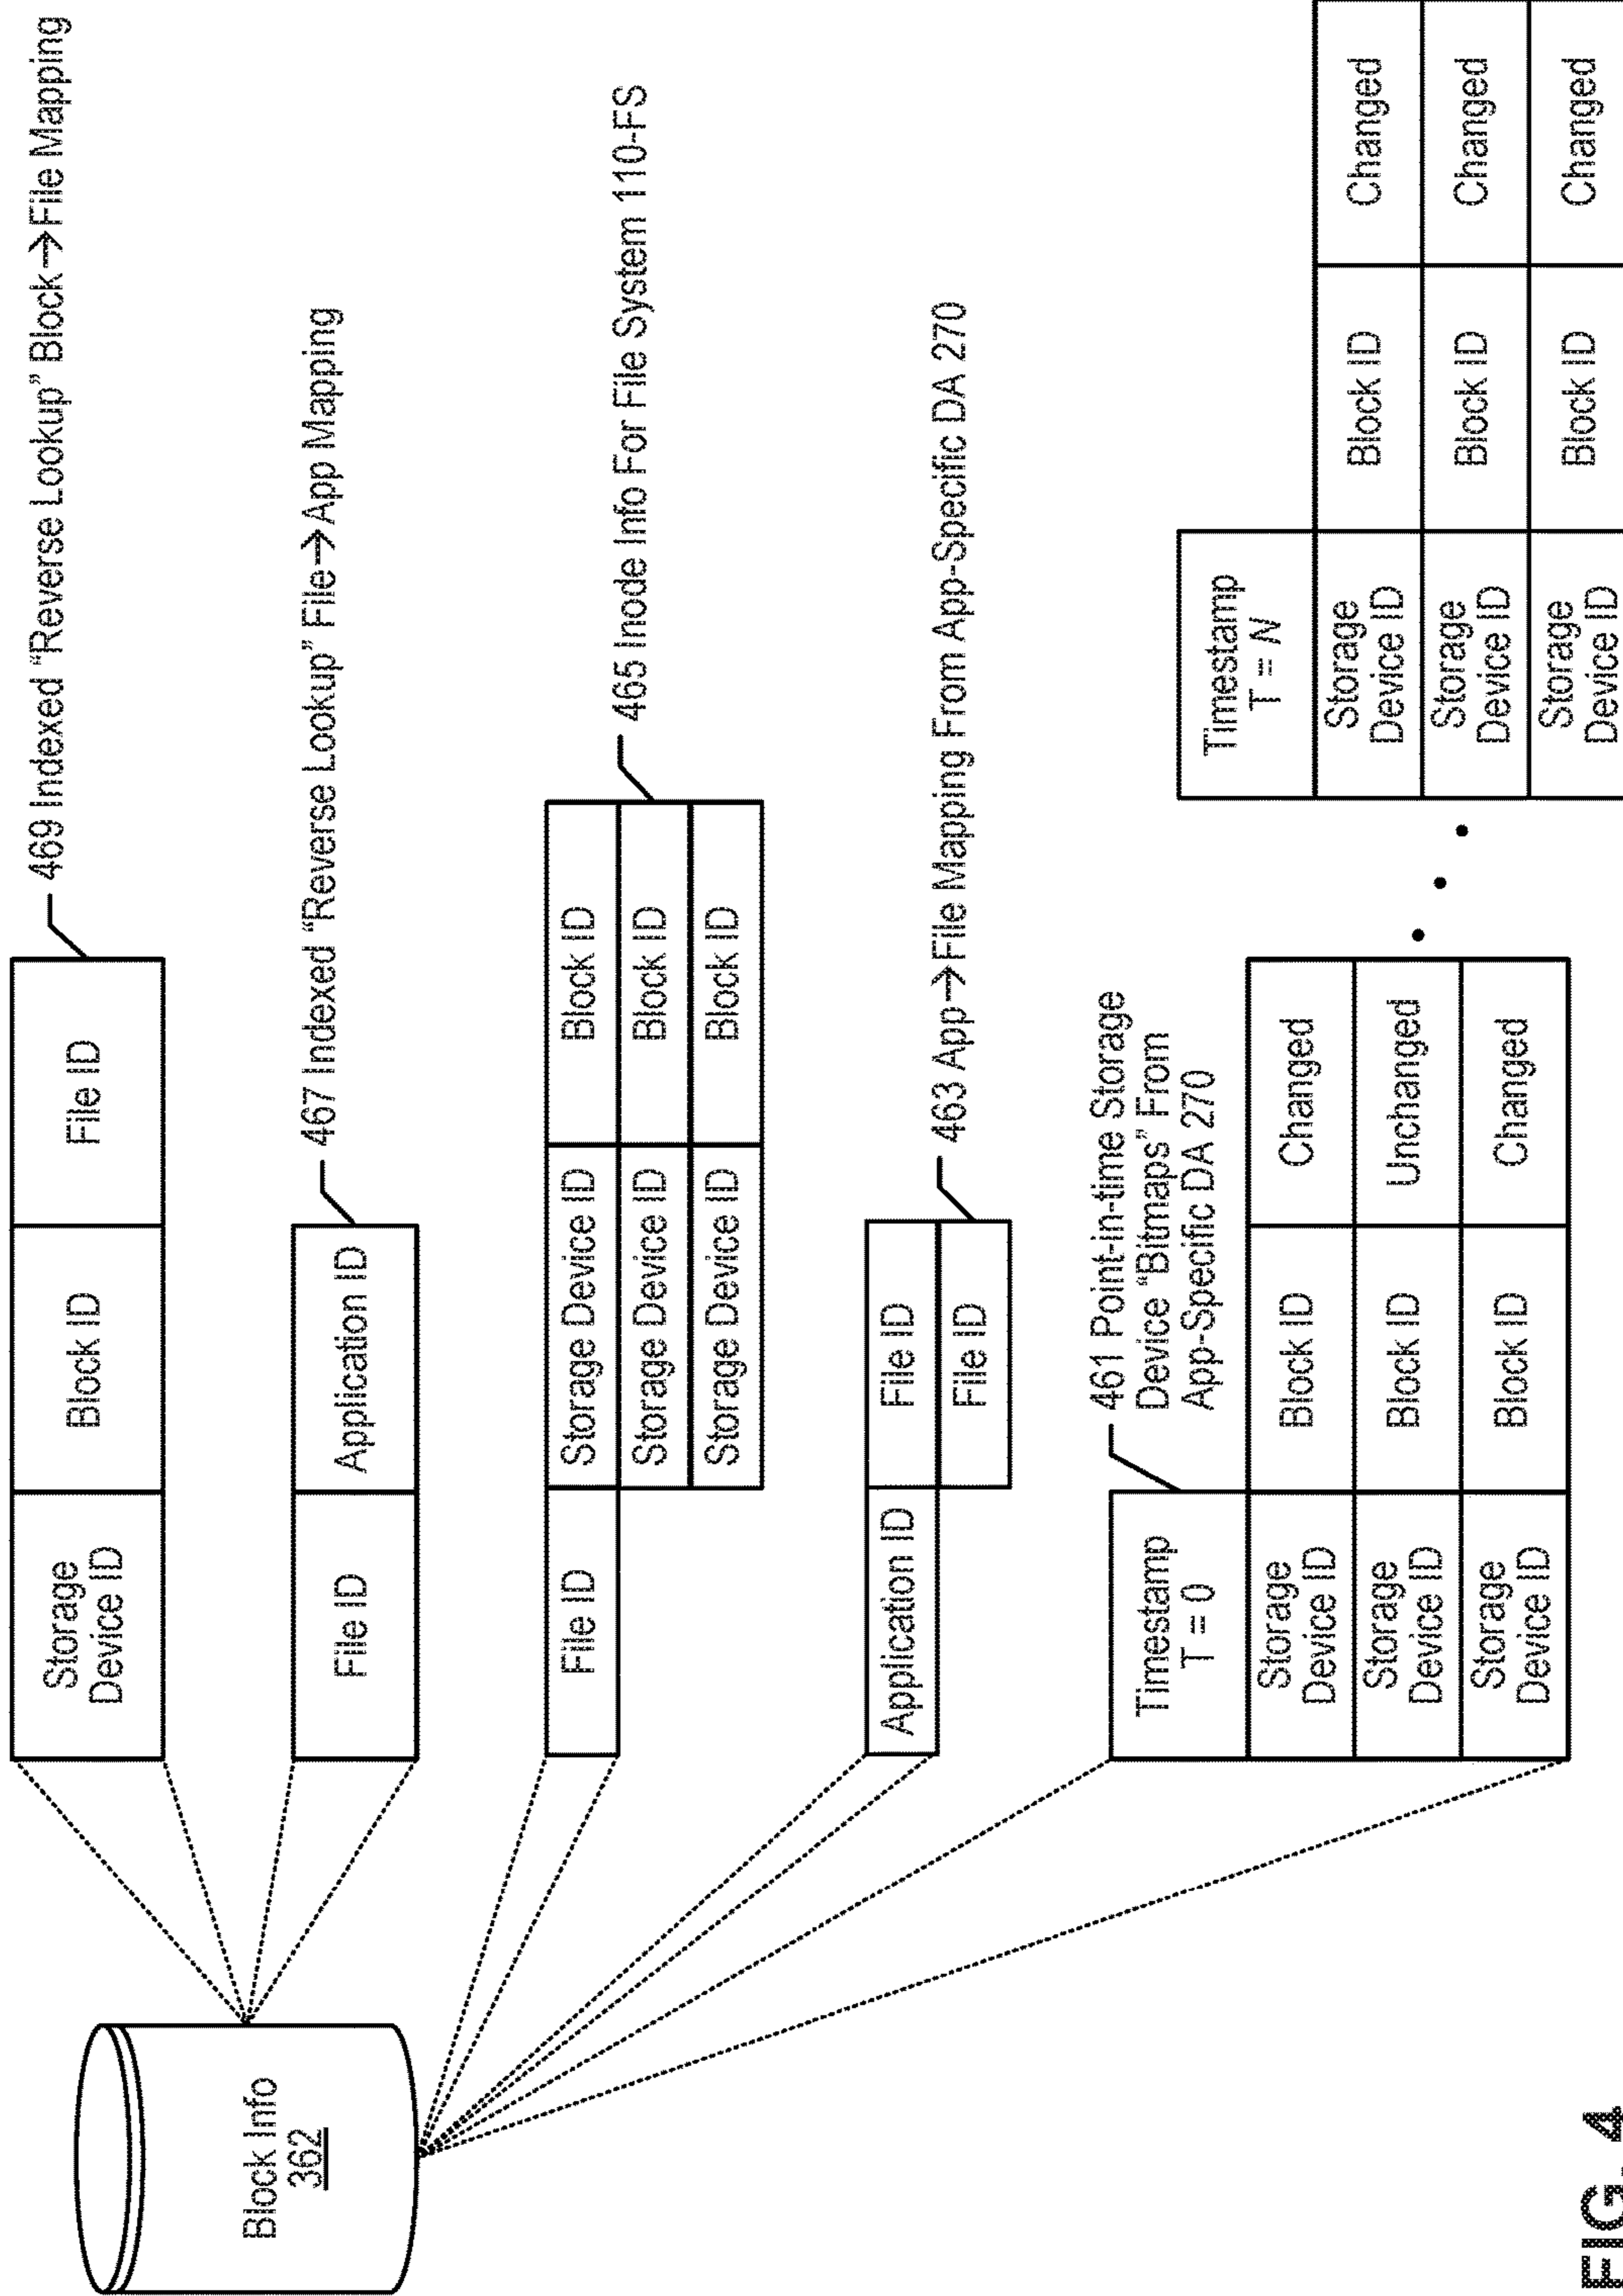 Block Info
362
Storage
Device ID
Block ID
File ID
469 Indexed “Reverse Lookup” Block→File Mapping
File ID
Application ID
467 Indexed “Reverse Lookup” File→App Mapping
File ID
Storage Device ID
Block ID
Storage Device ID
Block ID
Storage Device ID
Block ID
465 Inode Info For File System 110-FS
Application ID
File ID
File ID
463 App→File Mapping From App-Specific DA 270
461 Point-in-time Storage
Device “Bitmaps” From
App-Specific DA 270
Timestamp
T = 0
Storage
Device ID
Block ID
Changed
Storage
Device ID
Block ID
Unchanged
Storage
Device ID
Block ID
Changed
Timestamp
T = N
Storage
Device ID
Block ID
Changed
Storage
Device ID
Block ID
Changed
Storage
Device ID
Block ID
Changed
FIG. 4